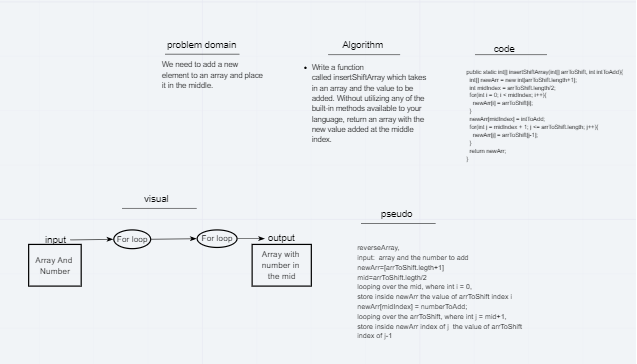 problem domain
We need to add a new
element to an array and place
it in the middle.
Algorithm
• Write a function
called insertShiftArray which takes
in an array and the value to be
added. Without utilizing any of the
built-in methods available to your
language, return an array with the
new value added at the middle
index.
code
public static int[] insertShiftArray(int[] arrToShift, int intToAdd){
int[] newArr = new int[arrToShift.length+1];
int midIndex = arrToShift.length/2;
for(int i = 0; i < midIndex; i++){
newArr[i] = arrToShift[i];
}
newArr[midIndex] = intToAdd;
for(int j = midIndex + 1; j <= arrToShift.length; j++){
newArr[j] = arrToShift[j-1];
}
return newArr;
}
visual
input
For loop
For loop
output
Array And
Number
Array with
number in
the mid
pseudo
reverseArray,
input: array and the number to add
newArr=[arrToShift.legth+1]
mid=arrToShift.legth/2
looping over the mid, where int i = 0,
store inside newArr the value of arrToShift index i
newArr[midIndex] = numberToAdd;
looping over the arrToShift, where int j = mid+1,
store inside newArr index of j the value of arrToShift
index of j-1